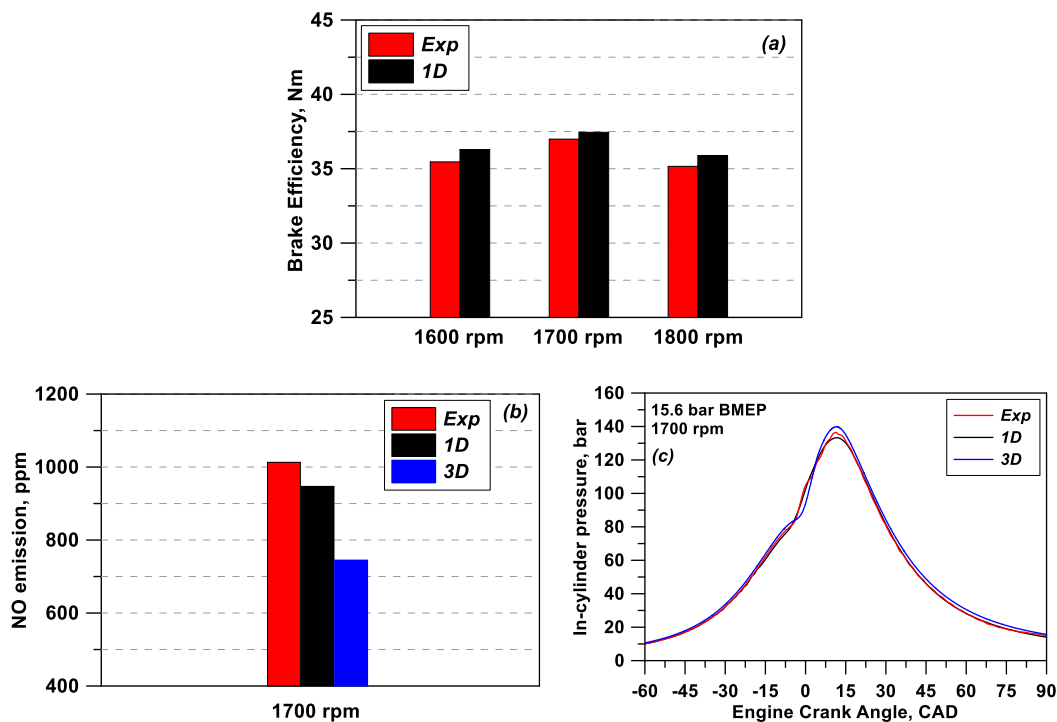 Brake Efficiency, Nm
45
40
35
30
25
Exp
1D
(a)
1600 rpm
1700 rpm
1800 rpm
NO emission, ppm
1200
1000
800
600
400
Exp
1D
3D
(b)
1700 rpm
In-cylinder pressure, bar
160
140
120
100
80
60
40
20
0
15.6 bar BMEP
1700 rpm
(c)
Exp
1D
3D
-60 -45 -30 -15 0 15 30 45 60 75 90
Engine Crank Angle, CAD